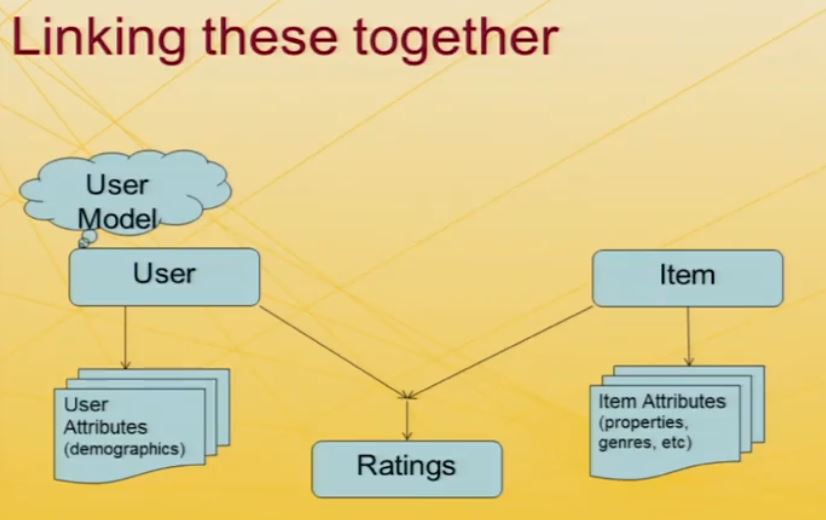 Linking these together
User
Model
User
Item
User
Attributes
(demographics)
Item Attributes
(properties,
genres, etc)
Ratings